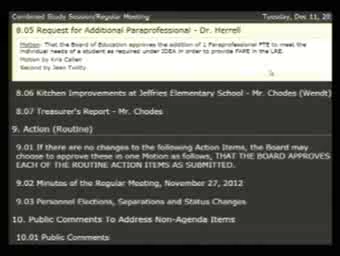 Combined Study Session/Regular Meeting
Tuesday, Dec 11, 20
8.05 Request for Additional Paraprofessional - Dr. Herrell
Motion: That the Board of Education approves the addition of 1 Paraprofessional FTE to meet the
individual needs of a student as required under IDEA in order to provide FAPE in the LRE.
Motion by Kris Callen
Second by Jean Twitty
8.06 Kitchen Improvements at Jeffries Elementary School - Mr. Chodes (Wendt)
8.07 Treasurer's Report - Mr. Chodes
9. Action (Routine)
9.01 If there are no changes to the following Action Items, the Board may
choose to approve these in one Motion as follows, THAT THE BOARD APPROVES
EACH OF THE ROUTINE ACTION ITEMS AS SUBMITTED.
9.02 Minutes of the Regular Meeting, November 27, 2012
9.03 Personnel Elections, Separations and Status Changes
10. Public Comments To Address Non-Agenda Items
10.01 Public Comments